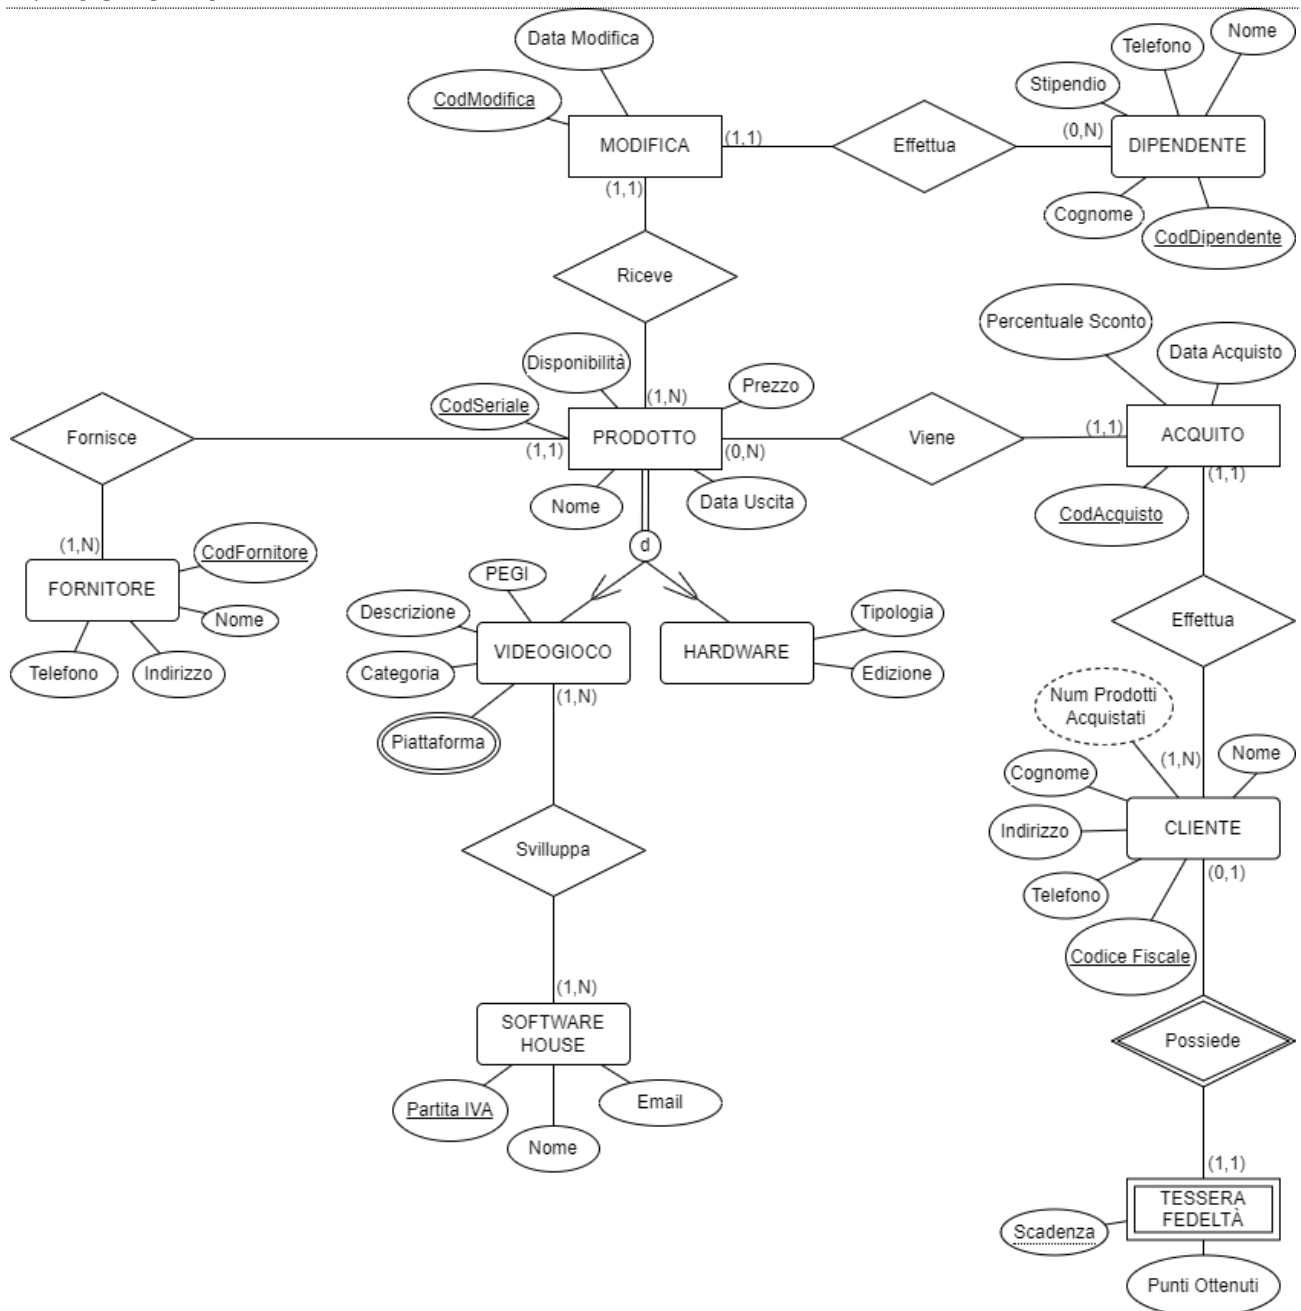 Data Modifica
Nome
Telefono
Stipendio
CodModifica
MODIFICA
(1,1)
Effettua
(0,N)
DIPENDENTE
(1,1)
Cognome
CodDipendente
Riceve
Percentuale Sconto
Data Acquisto
Disponibilità
Prezzo
CodSeriale
(1,N)
Fornisce
PRODOTTO
Viene
(1,1)
ACQUITO
(1,1)
(0,N)
(1,1)
Nome
Data Uscita
CodAcquisto
(1,N)
CodFornitore
d
FORNITORE
PEGI
Nome
Descrizione
Tipologia
Effettua
VIDEOGIOCO
HARDWARE
Telefono
Indirizzo
Categoria
Edizione
(1,N)
Num Prodotti
Acquistati
Piattaforma
(1,N)
Nome
Cognome
Indirizzo
CLIENTE
Svilluppa
(0,1)
Telefono
Codice Fiscale
(1,N)
SOFTWARE
HOUSE
Possiede
Partita IVA
Email
Nome
(1,1)
TESSERA
FEDELTÀ
Scadenza
Punti Ottenuti